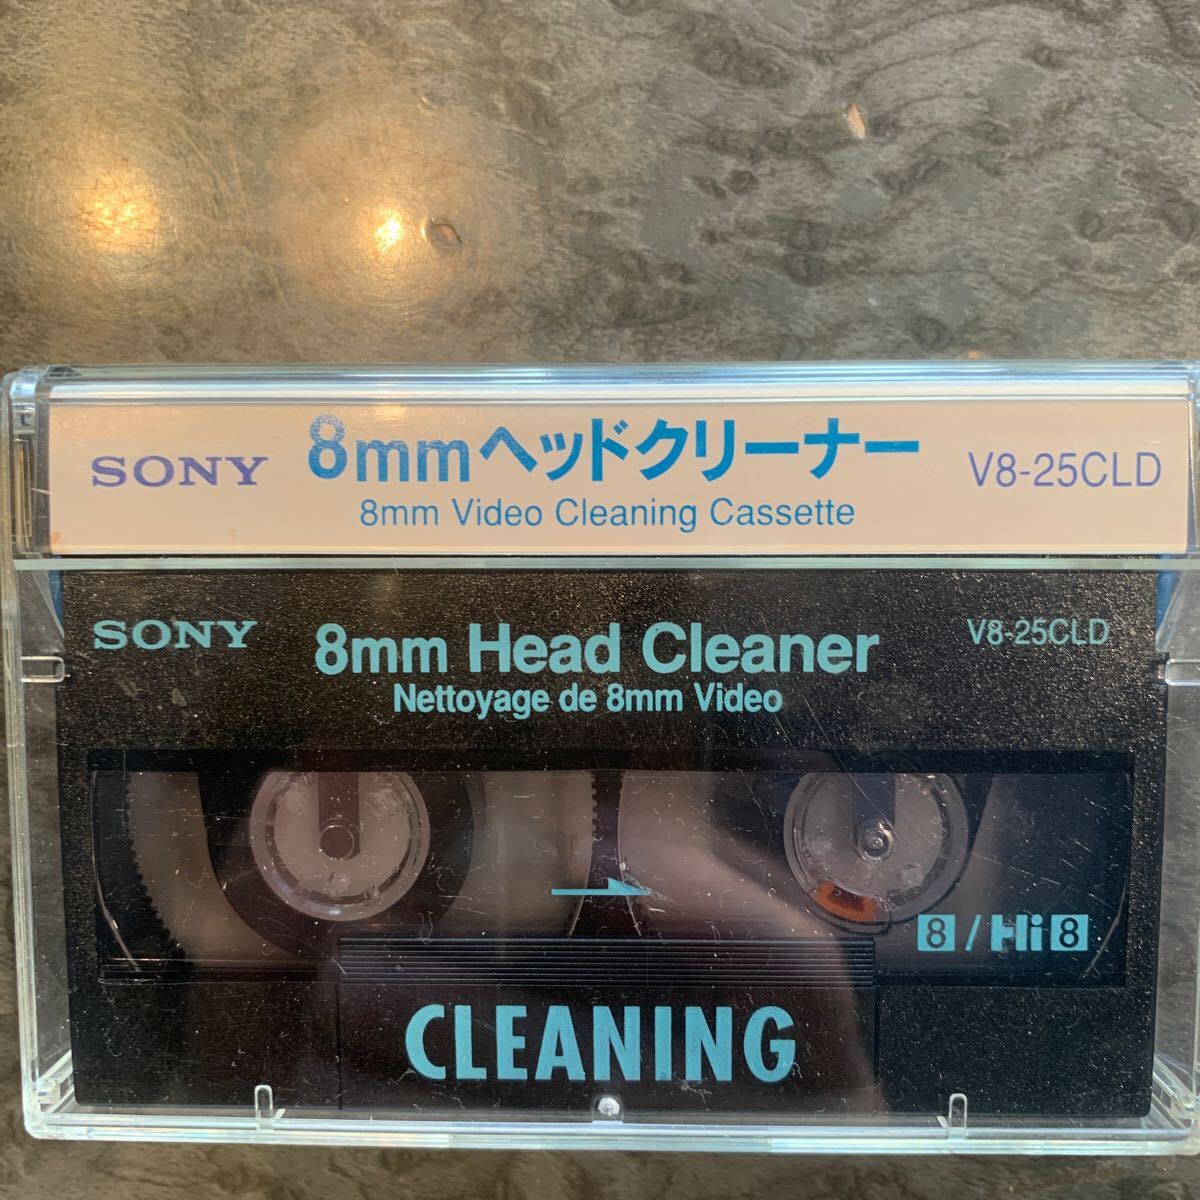 SONY 8mmヘッドクリーナー V8-25CLD
8mm Video Cleaning Cassette
SONY 8mm Head Cleaner V8-25CLD
Nettoyage de 8mm Video
8 / Hi8
CLEANING